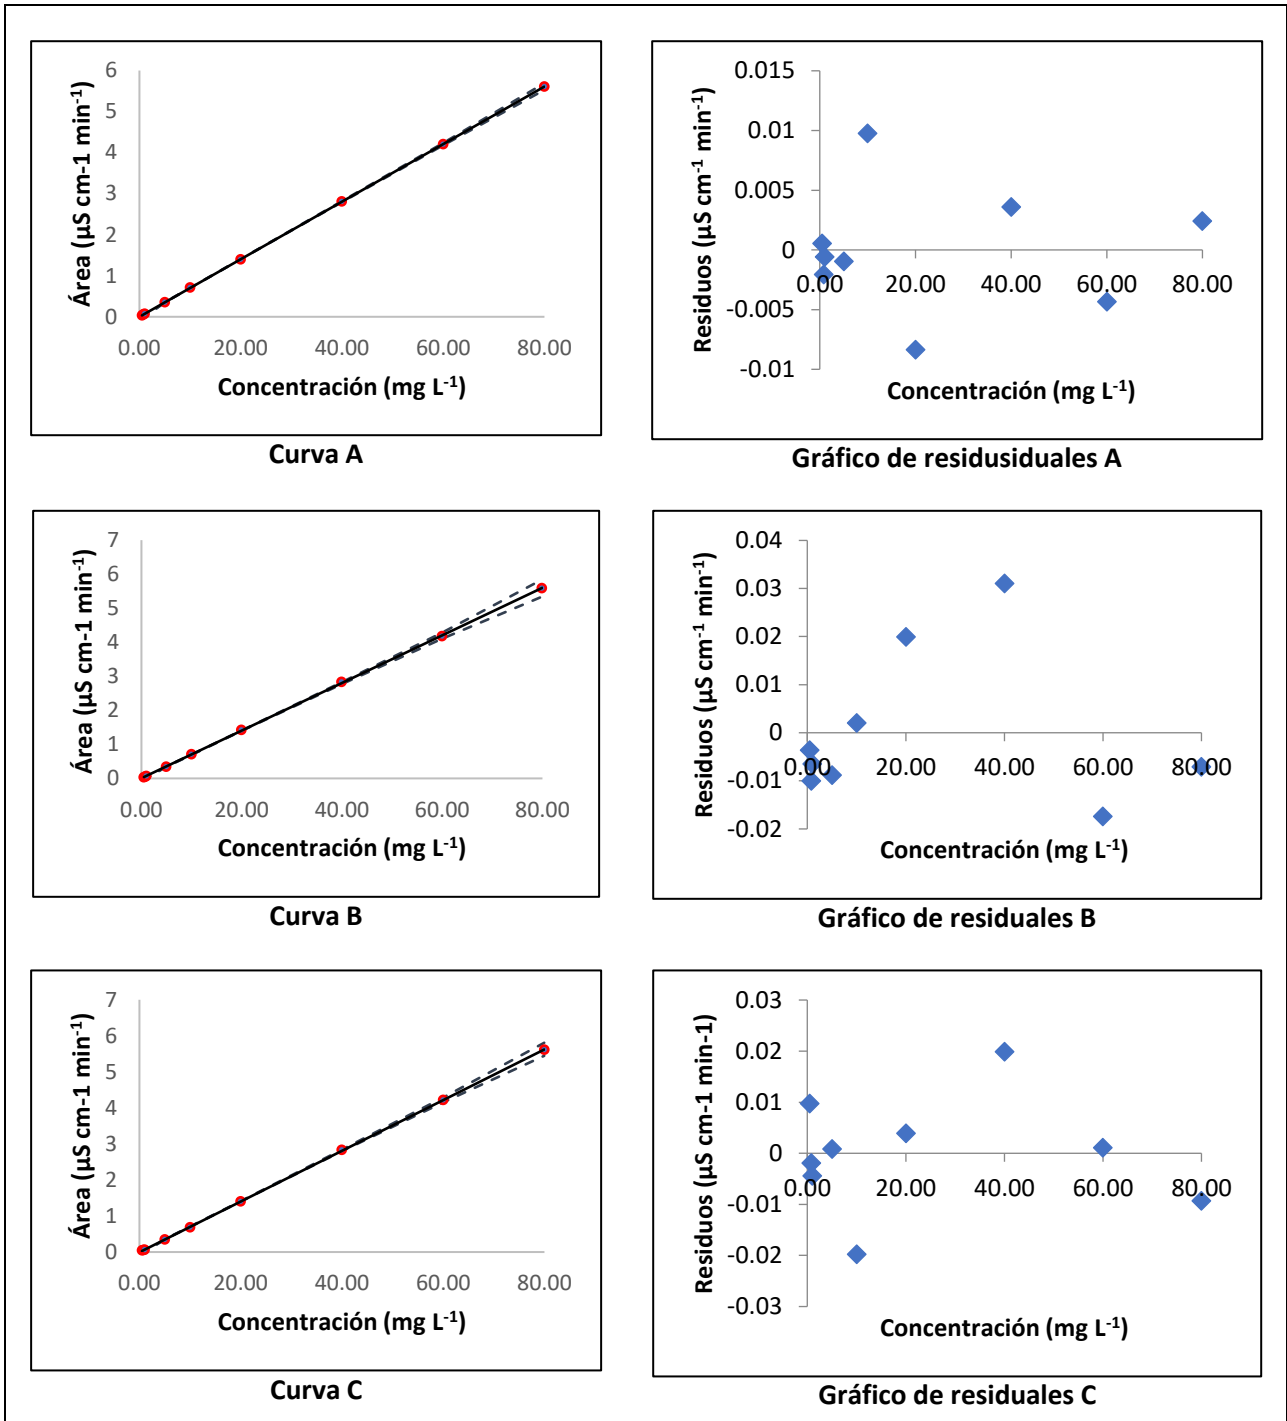 6
5
4
3
2
1
0
0.00 20.00 40.00 60.00 80.00
Área (µS cm-1 min⁻¹)
Concentración (mg L⁻¹)
Curva A
0.015
0.01
0.005
0
-0.005
-0.01
0.00 20.00 40.00 60.00 80.00
Residuos (µS cm⁻¹ min⁻¹)
Concentración (mg L⁻¹)
Gráfico de residusiduales A
7
6
5
4
3
2
1
0
0.00 20.00 40.00 60.00 80.00
Área (µS cm-1 min⁻¹)
Concentración (mg L⁻¹)
Curva B
0.04
0.03
0.02
0.01
0
-0.01
-0.02
0.00 20.00 40.00 60.00 80.00
Residuos (µS cm⁻¹ min⁻¹)
Concentración (mg L⁻¹)
Gráfico de residuales B
7
6
5
4
3
2
1
0
0.00 20.00 40.00 60.00 80.00
Área (µS cm-1 min⁻¹)
Concentración (mg L⁻¹)
Curva C
0.03
0.02
0.01
0
-0.01
-0.02
-0.03
0.00 20.00 40.00 60.00 80.00
Residuos (µS cm-1 min-1)
Concentración (mg L⁻¹)
Gráfico de residuales C